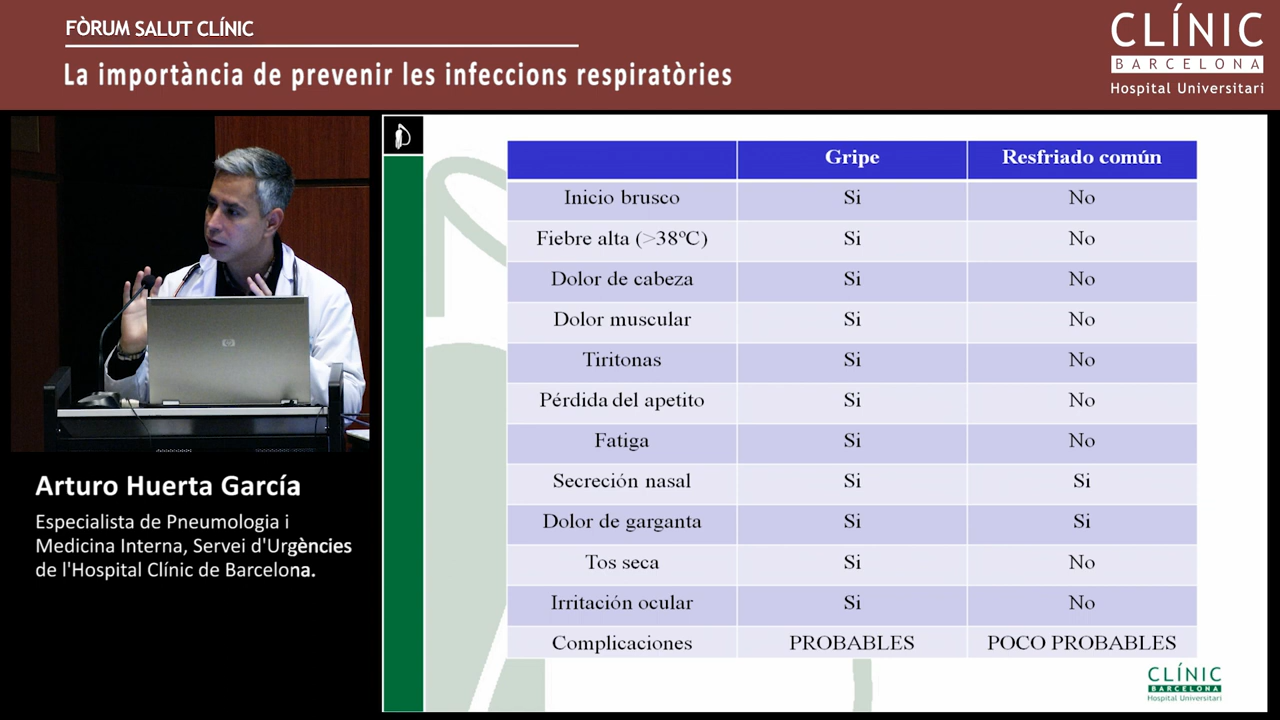 FÒRUM SALUT CLÍNIC
La importància de prevenir les infeccions respiratòries
CLÍNIC
BARCELONA
Hospital Universitari
Arturo Huerta García
Especialista de Pneumologia i
Medicina Interna, Servei d'Urgències
de l'Hospital Clínic de Barcelona.
Gripe Resfriado común
Inicio brusco Si No
Fiebre alta (>38ºC) Si No
Dolor de cabeza Si No
Dolor muscular Si No
Tiritonas Si No
Pérdida del apetito Si No
Fatiga Si No
Secreción nasal Si Si
Dolor de garganta Si Si
Tos seca Si No
Irritación ocular Si No
Complicaciones PROBABLES POCO PROBABLES
CLÍNIC
BARCELONA
Hospital Universitari
hp